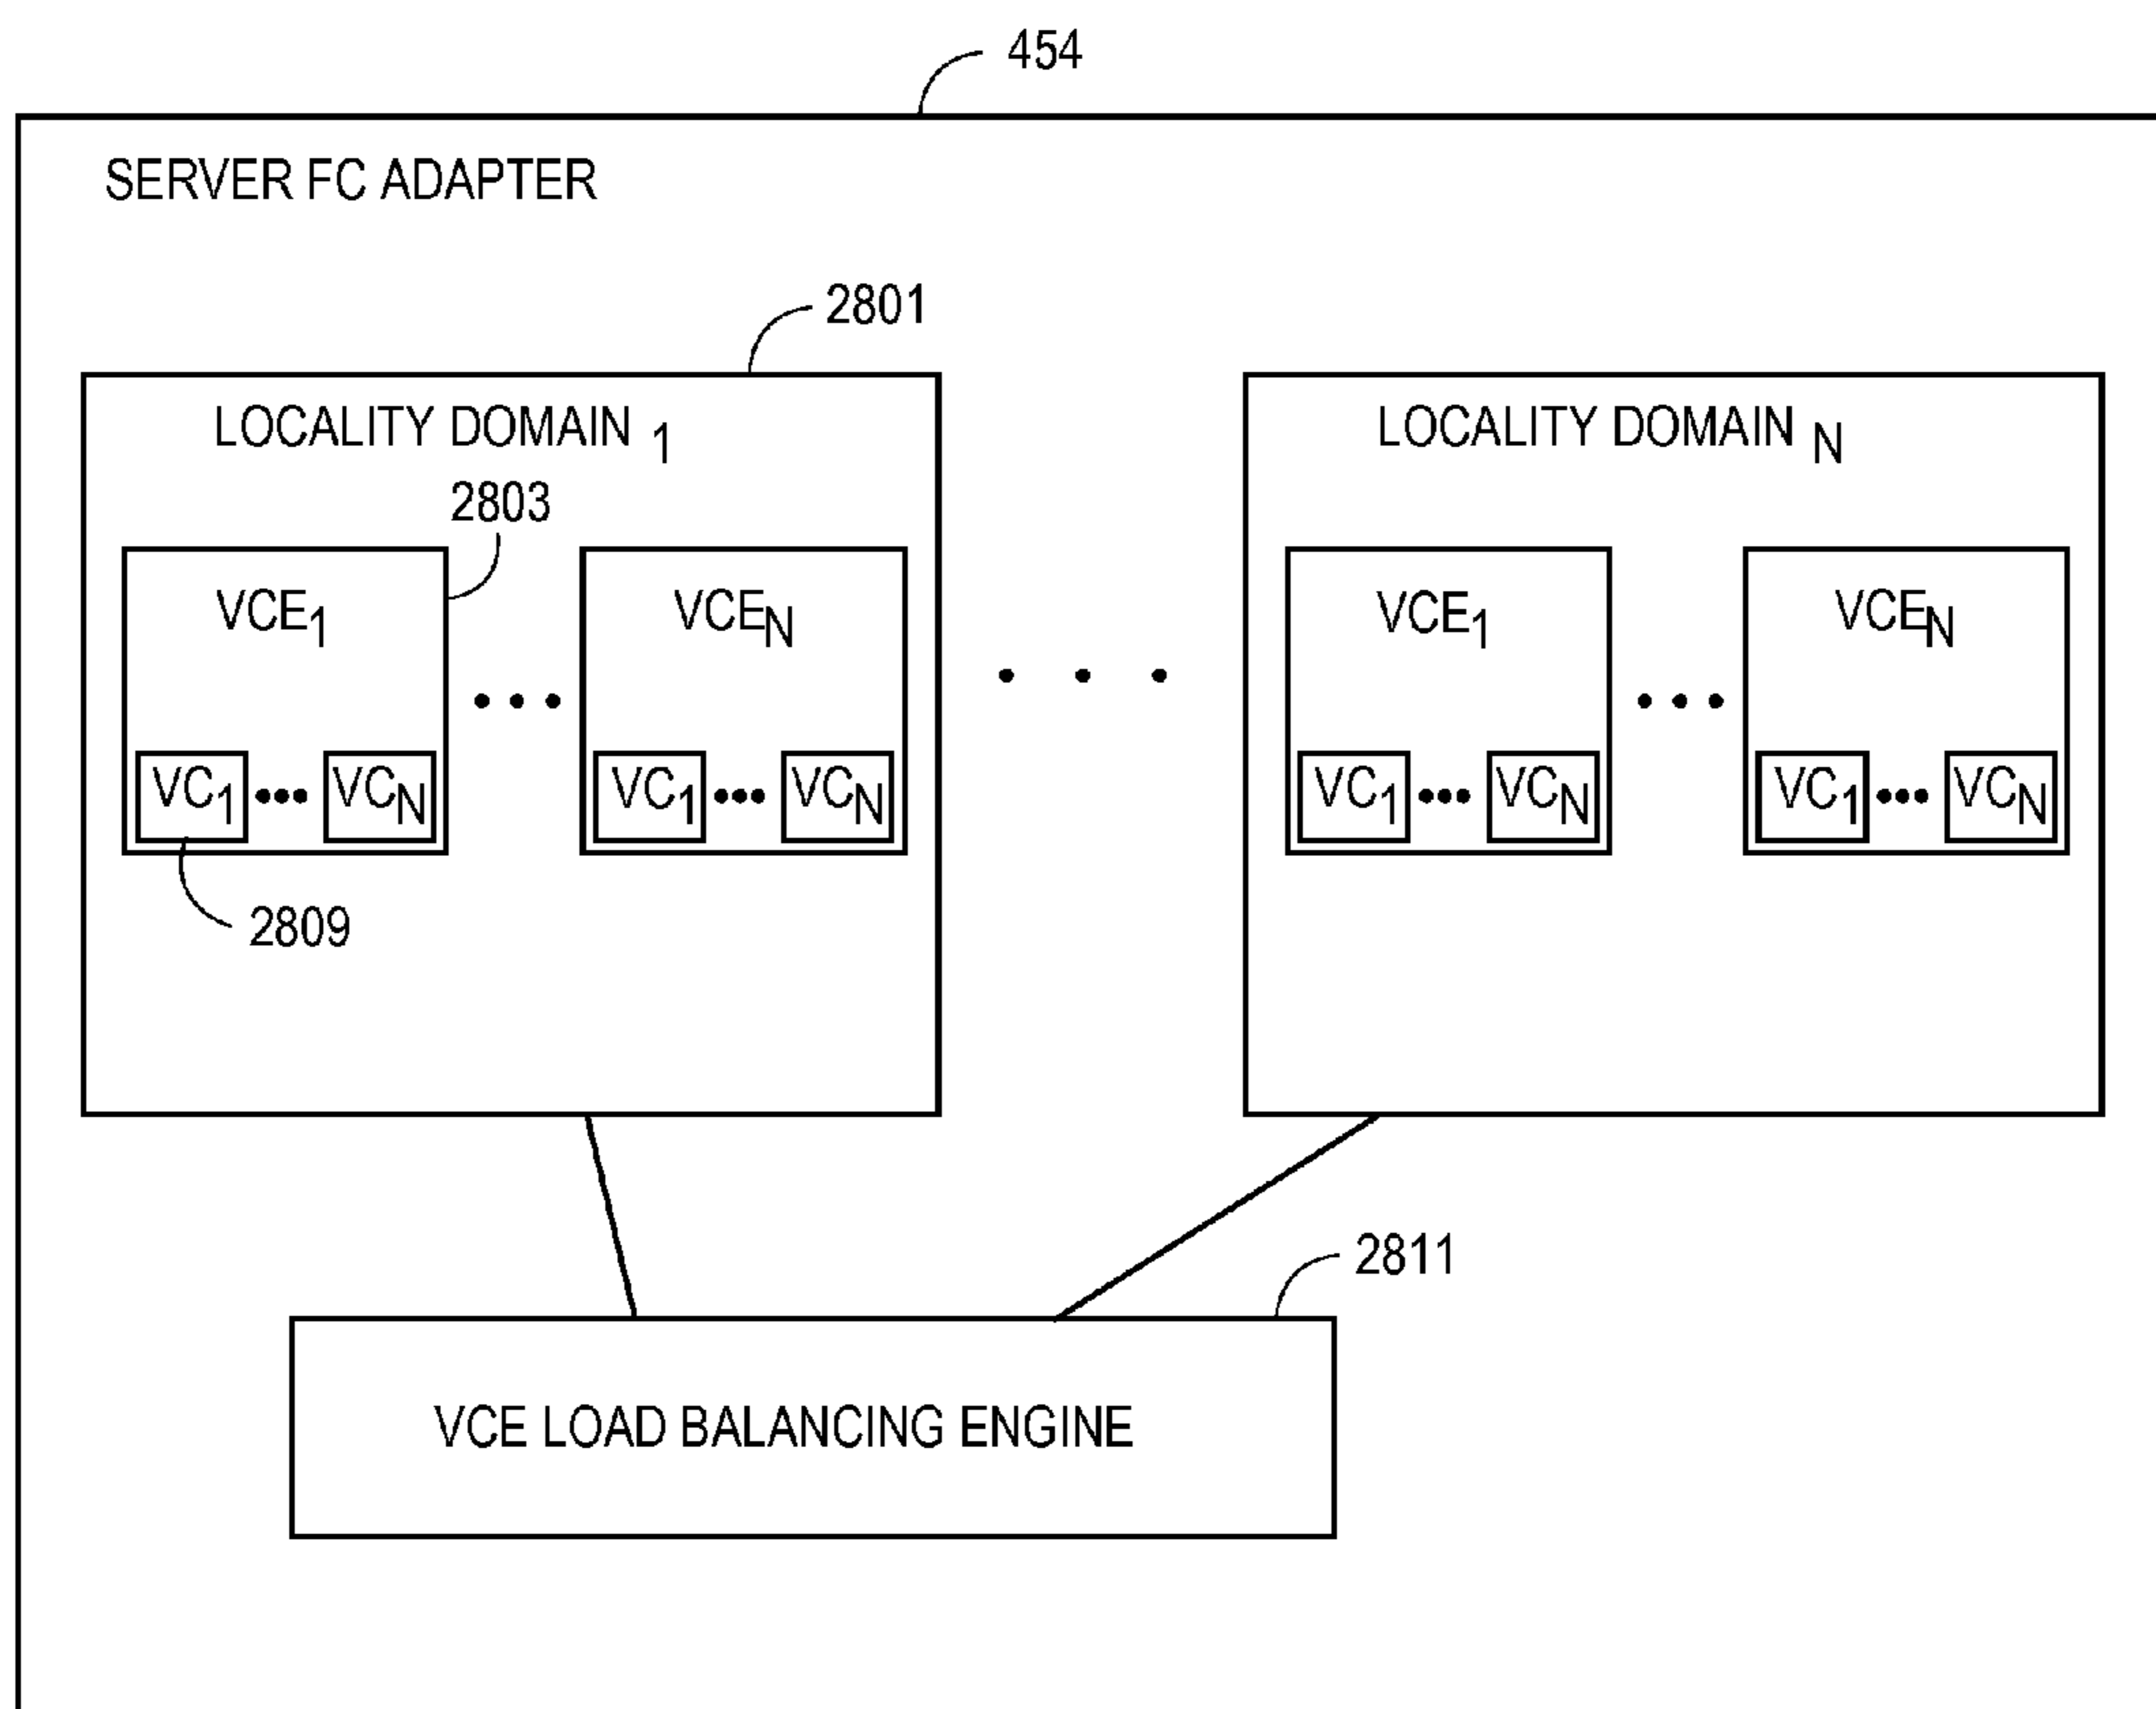 454
SERVER FC ADAPTER
2801
LOCALITY DOMAIN 1
LOCALITY DOMAIN N
2803
VCE1
VCEN
VCE1
VCEN
VC1 ••• VCN
VC1 ••• VCN
VC1 ••• VCN
VC1 ••• VCN
2809
2811
VCE LOAD BALANCING ENGINE